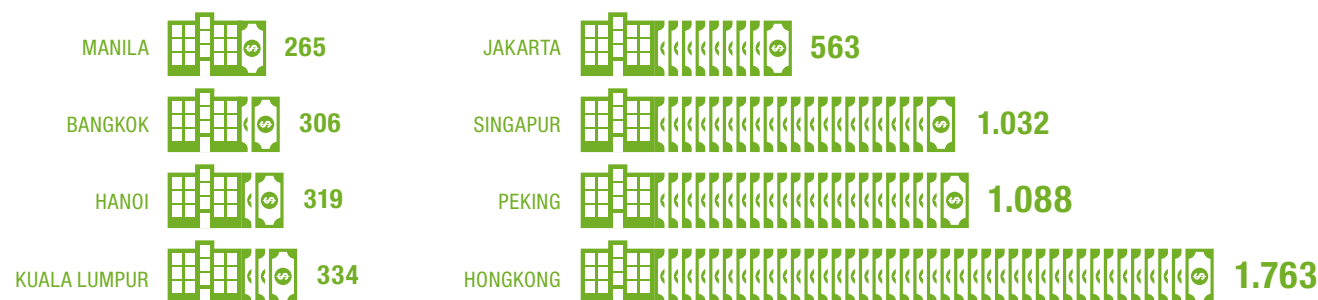 MANILA 265
BANGKOK 306
HANOI 319
KUALA LUMPUR 334
JAKARTA 563
SINGAPUR 1.032
PEKING 1.088
HONGKONG 1.763